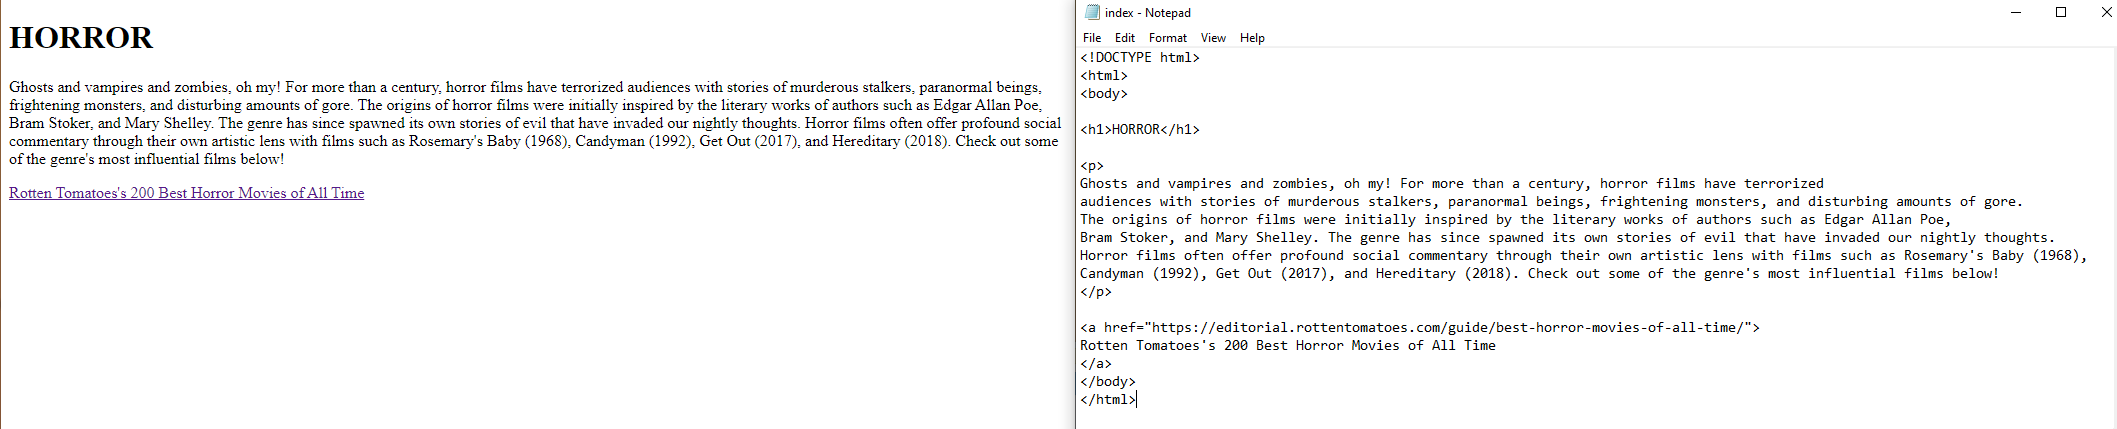 HORROR
Ghosts and vampires and zombies, oh my! For more than a century, horror films have terrorized audiences with stories of murderous stalkers, paranormal beings,
frightening monsters, and disturbing amounts of gore. The origins of horror films were initially inspired by the literary works of authors such as Edgar Allan Poe,
Bram Stoker, and Mary Shelley. The genre has since spawned its own stories of evil that have invaded our nightly thoughts. Horror films often offer profound social
commentary through their own artistic lens with films such as Rosemary's Baby (1968), Candyman (1992), Get Out (2017), and Hereditary (2018). Check out some
of the genre's most influential films below!
Rotten Tomatoes's 200 Best Horror Movies of All Time
index - Notepad
File Edit Format View Help
<!DOCTYPE html>
<html>
<body>
<h1>HORROR</h1>
<p>
Ghosts and vampires and zombies, oh my! For more than a century, horror films have terrorized
audiences with stories of murderous stalkers, paranormal beings, frightening monsters, and disturbing amounts of gore.
The origins of horror films were initially inspired by the literary works of authors such as Edgar Allan Poe,
Bram Stoker, and Mary Shelley. The genre has since spawned its own stories of evil that have invaded our nightly thoughts.
Horror films often offer profound social commentary through their own artistic lens with films such as Rosemary's Baby (1968),
Candyman (1992), Get Out (2017), and Hereditary (2018). Check out some of the genre's most influential films below!
</p>
<a href="https://editorial.rottentomatoes.com/guide/best-horror-movies-of-all-time/">
Rotten Tomatoes's 200 Best Horror Movies of All Time
</a>
</body>
</html>